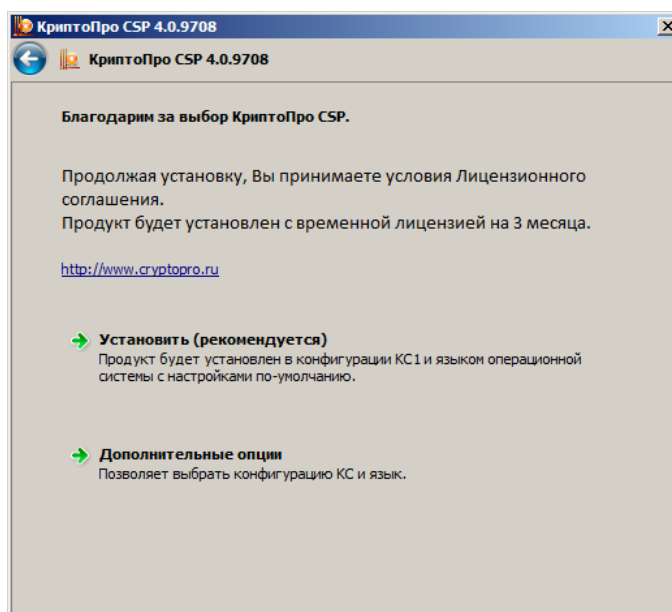 КриптоПро CSP 4.0.9708
КриптоПро CSP 4.0.9708
Благодарим за выбор КриптоПро CSP.
Продолжая установку, Вы принимаете условия Лицензионного
соглашения.
Продукт будет установлен с временной лицензией на 3 месяца.
http://www.cryptopro.ru
Установить (рекомендуется)
Продукт будет установлен в конфигурации КС1 и языком операционной
системы с настройками по-умолчанию.
Дополнительные опции
Позволяет выбрать конфигурацию КС и язык.